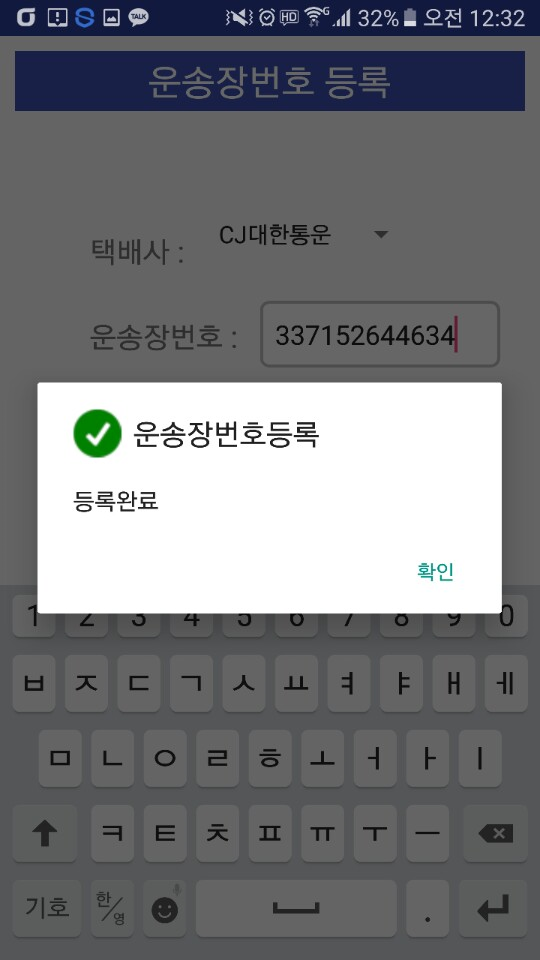 TALK HD G 32% 오전 12:32
운송장번호 등록
택배사 : CJ대한통운
운송장번호 : 337152644634
운송장번호등록
등록완료
확인
1 2 3 4 5 6 7 8 9 0
ㅂ ㅈ ㄷ ㄱ ㅅ ㅛ ㅕ ㅑ ㅐ ㅔ
ㅁ ㄴ ㅇ ㄹ ㅎ ㅗ ㅓ ㅏ ㅣ
ㅋ ㅌ ㅊ ㅍ ㅠ ㅜ ㅡ
기호 한/영 .